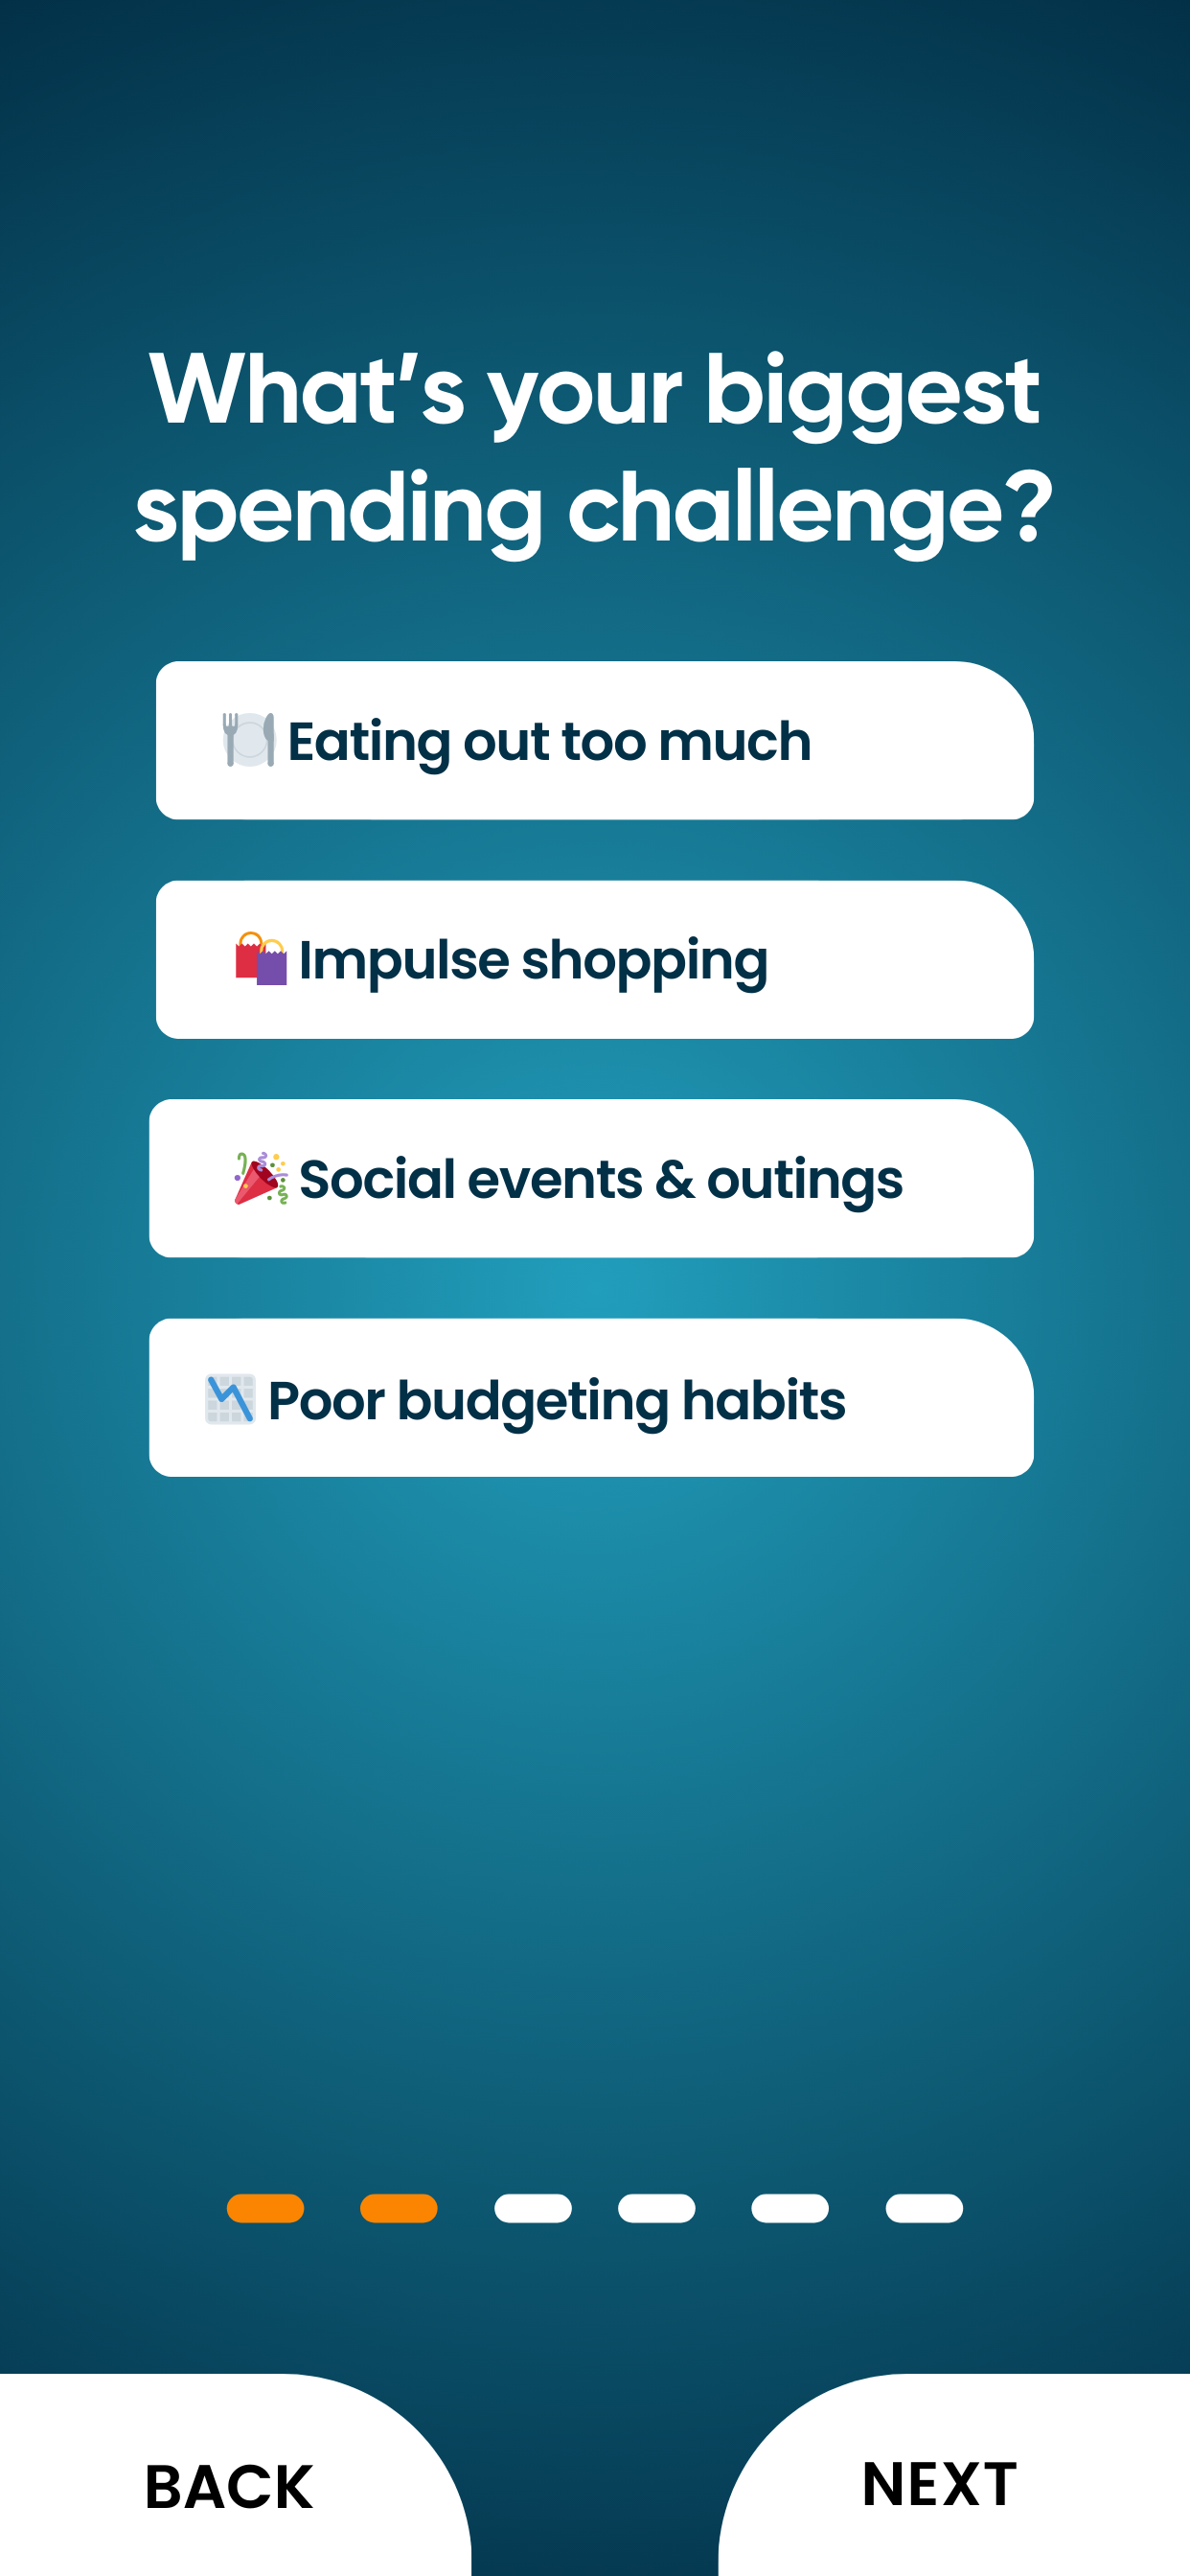 What’s your biggest
spending challenge?
🍽️ Eating out too much
🛍️ Impulse shopping
🎉 Social events & outings
📉 Poor budgeting habits
BACK
NEXT